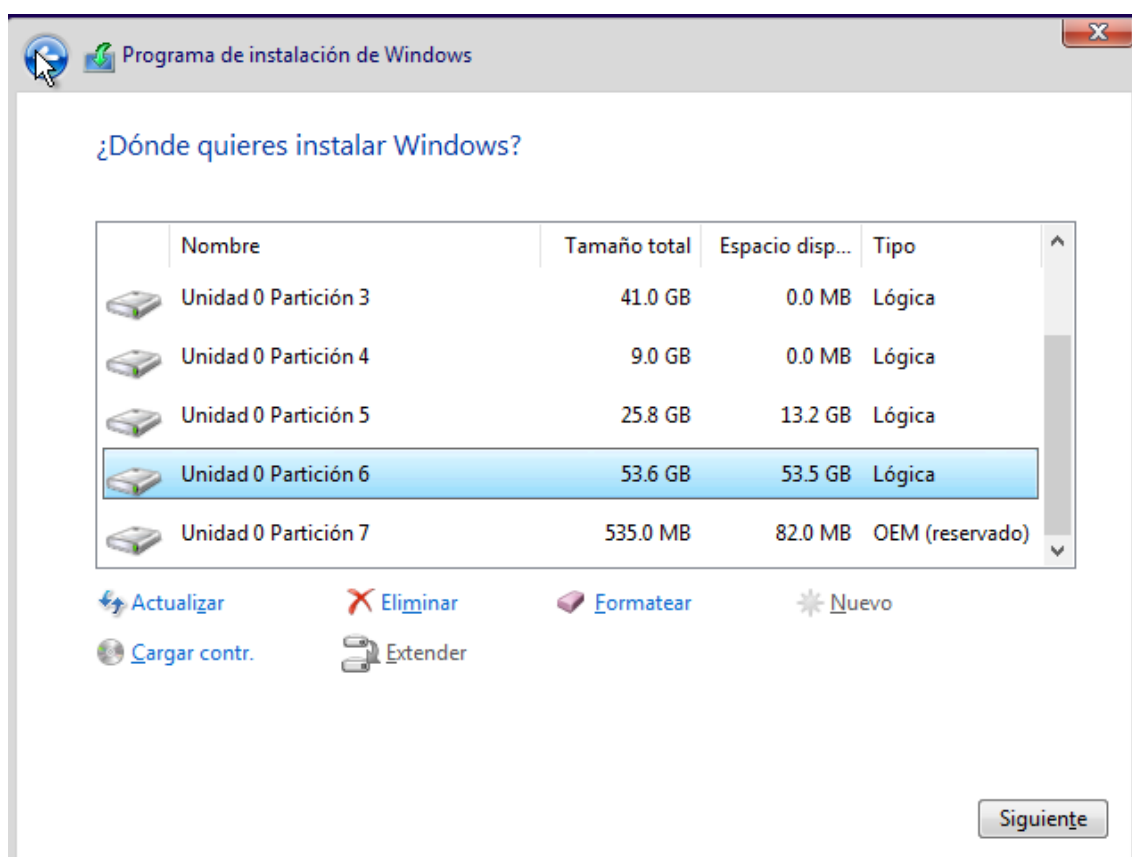 Programa de instalación de Windows
¿Dónde quieres instalar Windows?
Nombre Tamaño total Espacio disp... Tipo
Unidad 0 Partición 3 41.0 GB 0.0 MB Lógica
Unidad 0 Partición 4 9.0 GB 0.0 MB Lógica
Unidad 0 Partición 5 25.8 GB 13.2 GB Lógica
Unidad 0 Partición 6 53.6 GB 53.5 GB Lógica
Unidad 0 Partición 7 535.0 MB 82.0 MB OEM (reservado)
Actualizar Eliminar Formatear Nuevo
Cargar contr. Extender
Siguiente